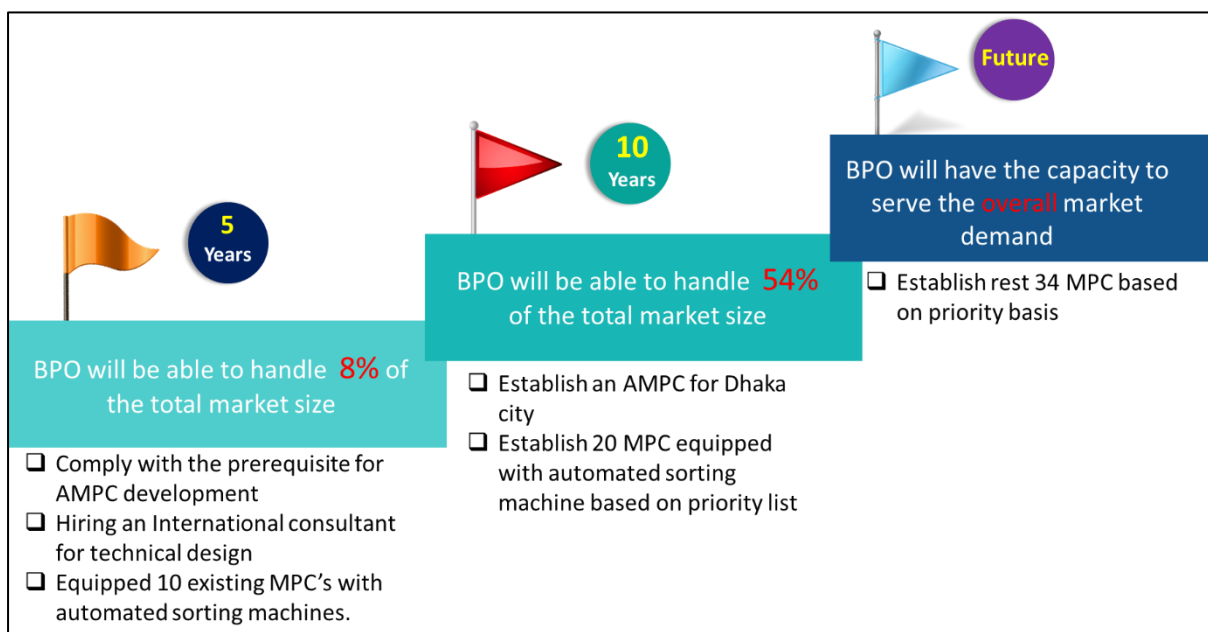 5
Years
BPO will be able to handle 8% of
the total market size
❑ Comply with the prerequisite for
AMPC development
❑ Hiring an International consultant
for technical design
❑ Equipped 10 existing MPC’s with
automated sorting machines.
10
Years
BPO will be able to handle 54%
of the total market size
❑ Establish an AMPC for Dhaka
city
❑ Establish 20 MPC equipped
with automated sorting
machine based on priority list
Future
BPO will have the capacity to
serve the overall market
demand
❑ Establish rest 34 MPC based
on priority basis